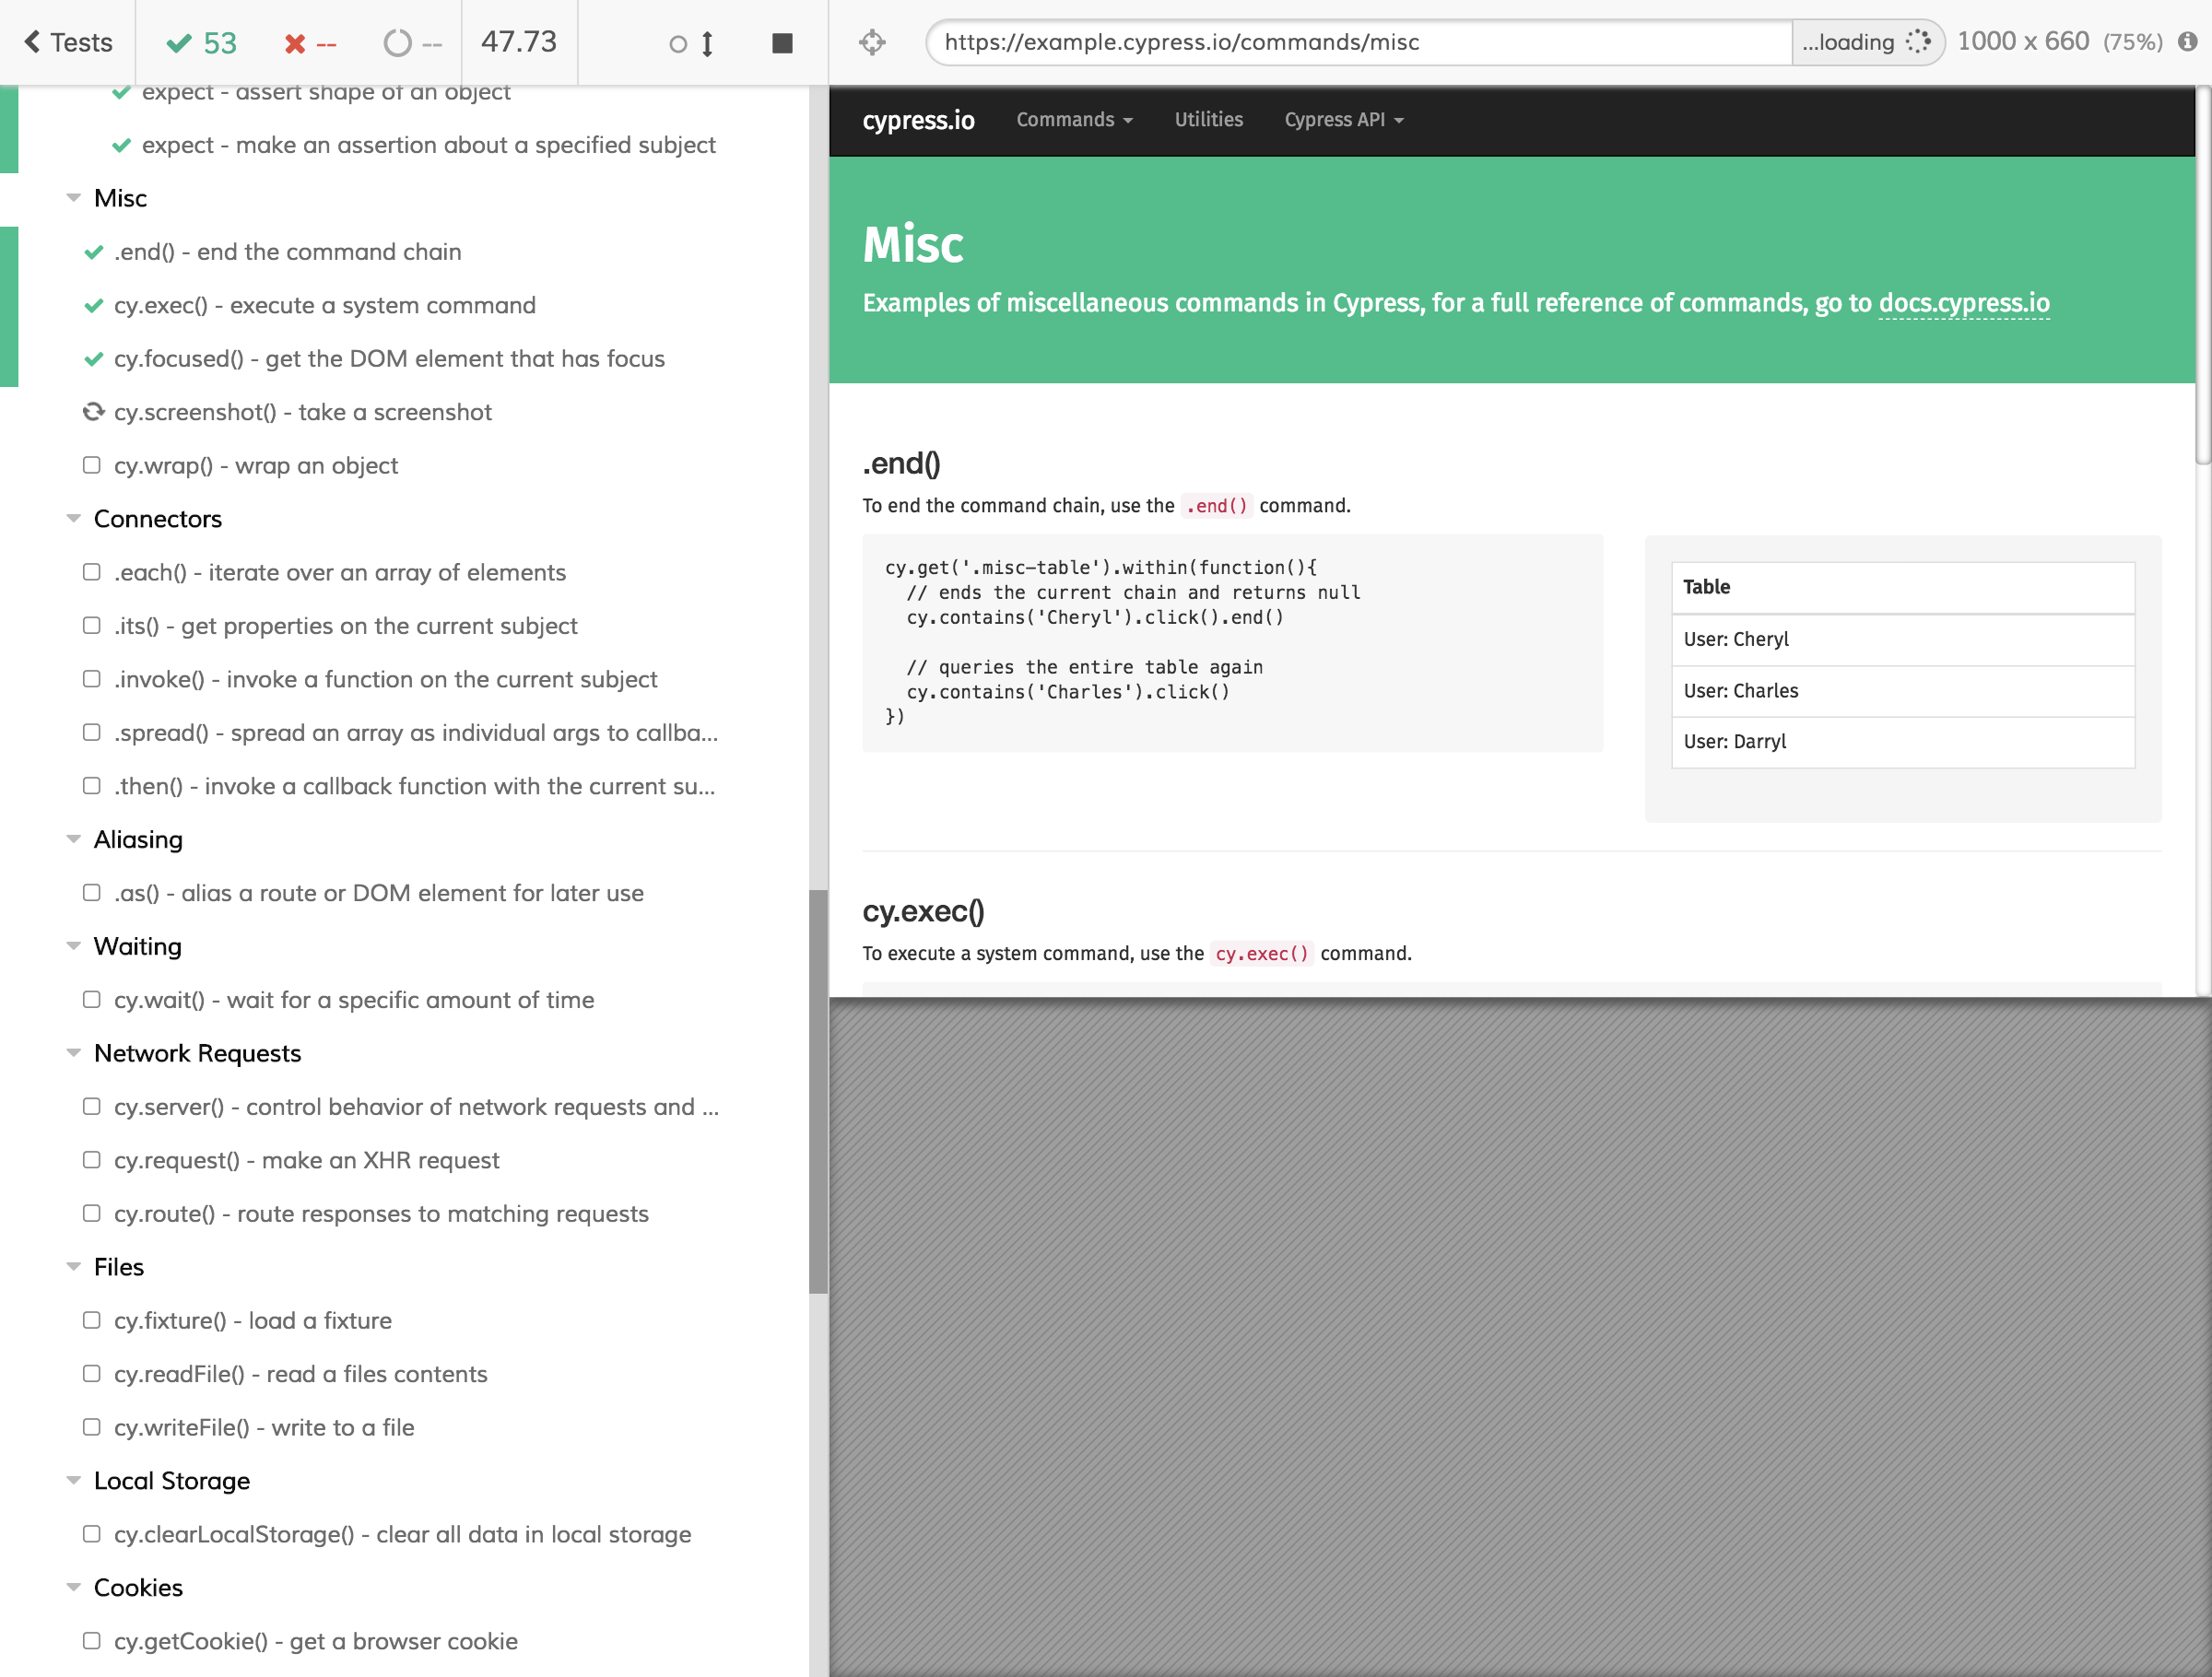 Tests
53
--
--
47.73
https://example.cypress.io/commands/misc
...loading
1000 x 660 (75%)
expect - assert shape of an object
expect - make an assertion about a specified subject
Misc
.end() - end the command chain
cy.exec() - execute a system command
cy.focused() - get the DOM element that has focus
cy.screenshot() - take a screenshot
cy.wrap() - wrap an object
Connectors
.each() - iterate over an array of elements
.its() - get properties on the current subject
.invoke() - invoke a function on the current subject
.spread() - spread an array as individual args to callba...
.then() - invoke a callback function with the current su...
Aliasing
.as() - alias a route or DOM element for later use
Waiting
cy.wait() - wait for a specific amount of time
Network Requests
cy.server() - control behavior of network requests and ...
cy.request() - make an XHR request
cy.route() - route responses to matching requests
Files
cy.fixture() - load a fixture
cy.readFile() - read a files contents
cy.writeFile() - write to a file
Local Storage
cy.clearLocalStorage() - clear all data in local storage
Cookies
cy.getCookie() - get a browser cookie
cypress.io
Commands
Utilities
Cypress API
Misc
Examples of miscellaneous commands in Cypress, for a full reference of commands, go to docs.cypress.io
.end()
To end the command chain, use the .end() command.
cy.get('.misc-table').within(function(){
// ends the current chain and returns null
cy.contains('Cheryl').click().end()
// queries the entire table again
cy.contains('Charles').click()
})
Table
User: Cheryl
User: Charles
User: Darryl
cy.exec()
To execute a system command, use the cy.exec() command.